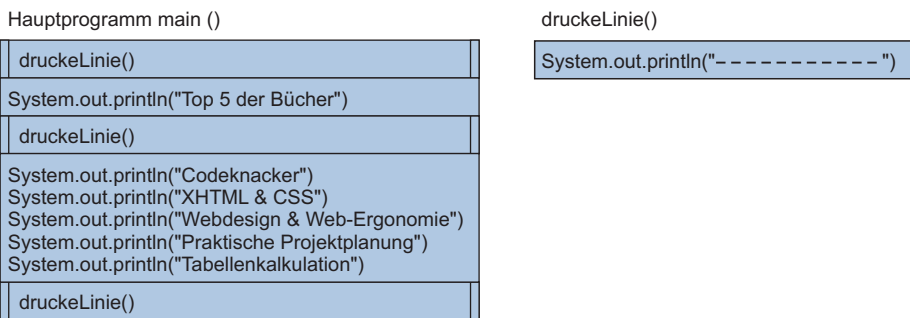 Hauptprogramm main ()
druckeLinie()
System.out.println("Top 5 der Bücher")
druckeLinie()
System.out.println("Codeknacker")
System.out.println("XHTML & CSS")
System.out.println("Webdesign & Web-Ergonomie")
System.out.println("Praktische Projektplanung")
System.out.println("Tabellenkalkulation")
druckeLinie()
druckeLinie()
System.out.println("– – – – – – – – – – – ")